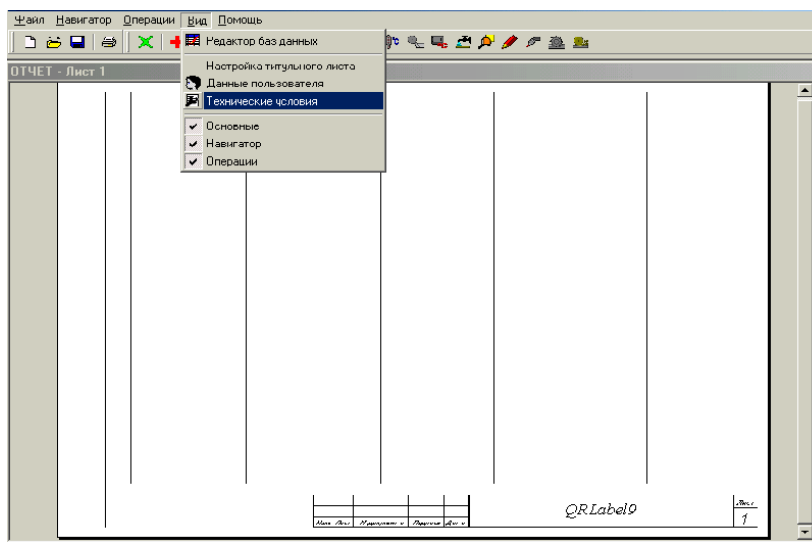 Файл Навигатор Операции Вид Помощь
Редактор баз данных
ОТЧЕТ - Лист 1
Настройка титульного листа
Данные пользователя
Технические условия
Основные
Навигатор
Операции
QRLabel9
Лист
1